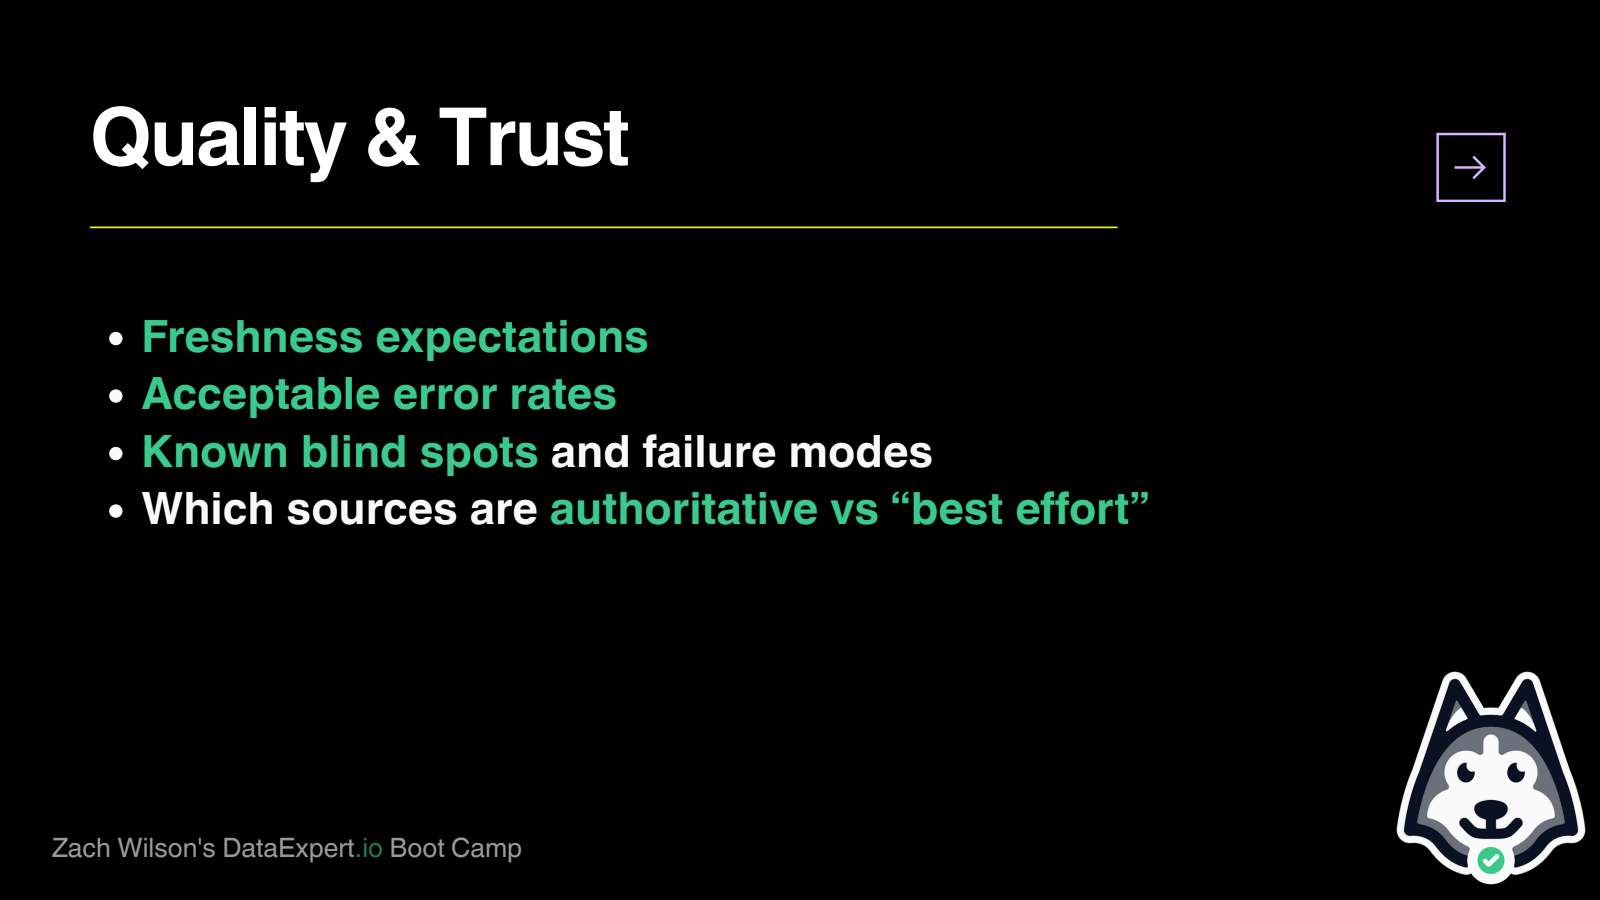 Quality & Trust
• Freshness expectations
• Acceptable error rates
• Known blind spots and failure modes
• Which sources are authoritative vs “best effort”
Zach Wilson's DataExpert.io Boot Camp